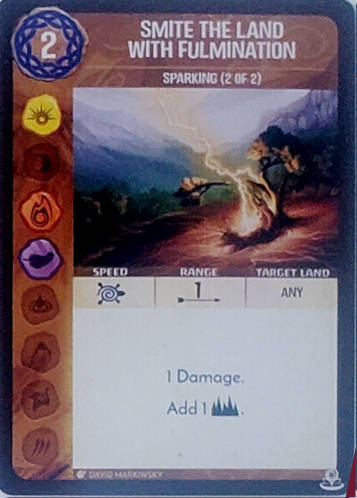 2
SMITE THE LAND
WITH FULMINATION
SPARKING (2 OF 2)
SPEED RANGE TARGET LAND
1 ANY
1 Damage.
Add 1 .
DAVID MARKIWSKY